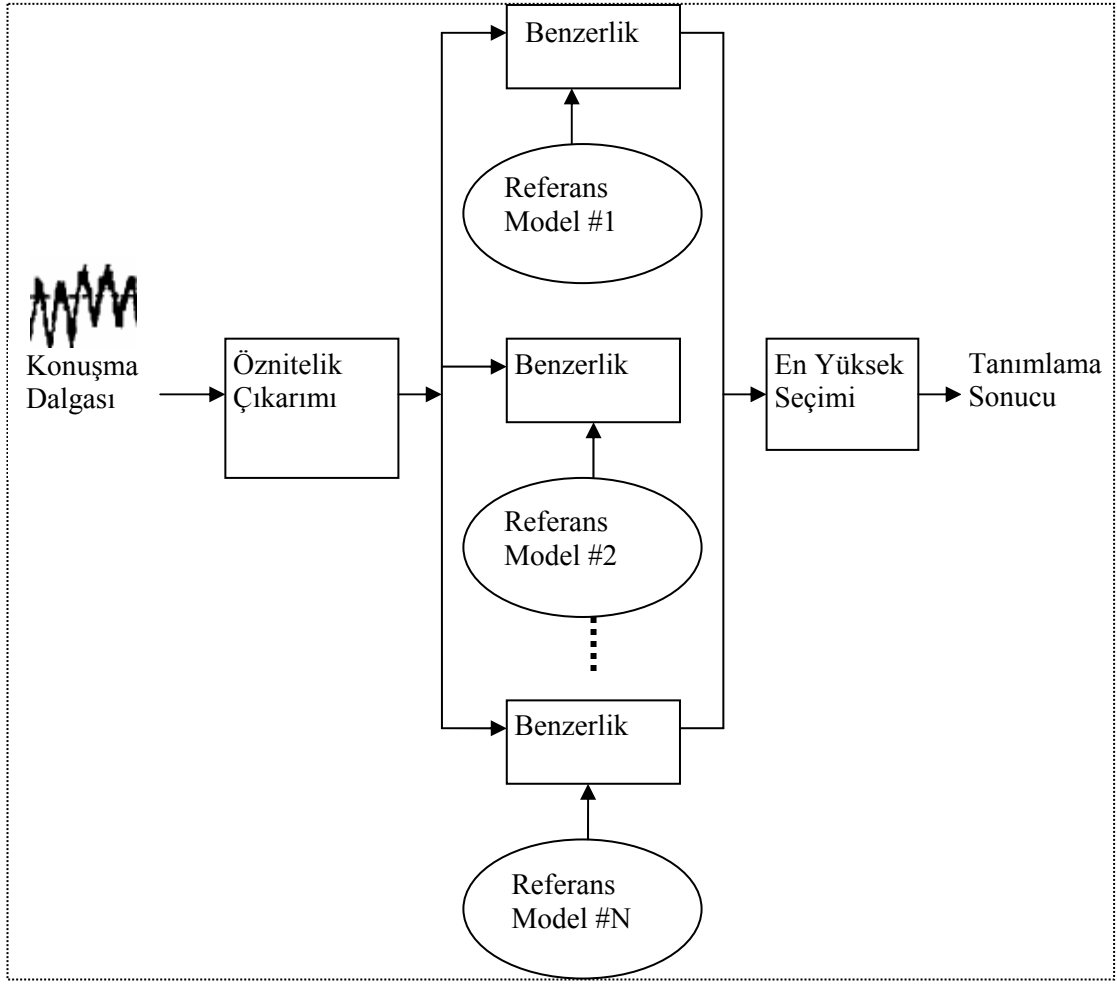 Benzerlik
Referans
Model #1
Konuşma
Dalgası
Öznitelik
Çıkarımı
Benzerlik
En Yüksek
Seçimi
Tanımlama
Sonucu
Referans
Model #2
Benzerlik
Referans
Model #N